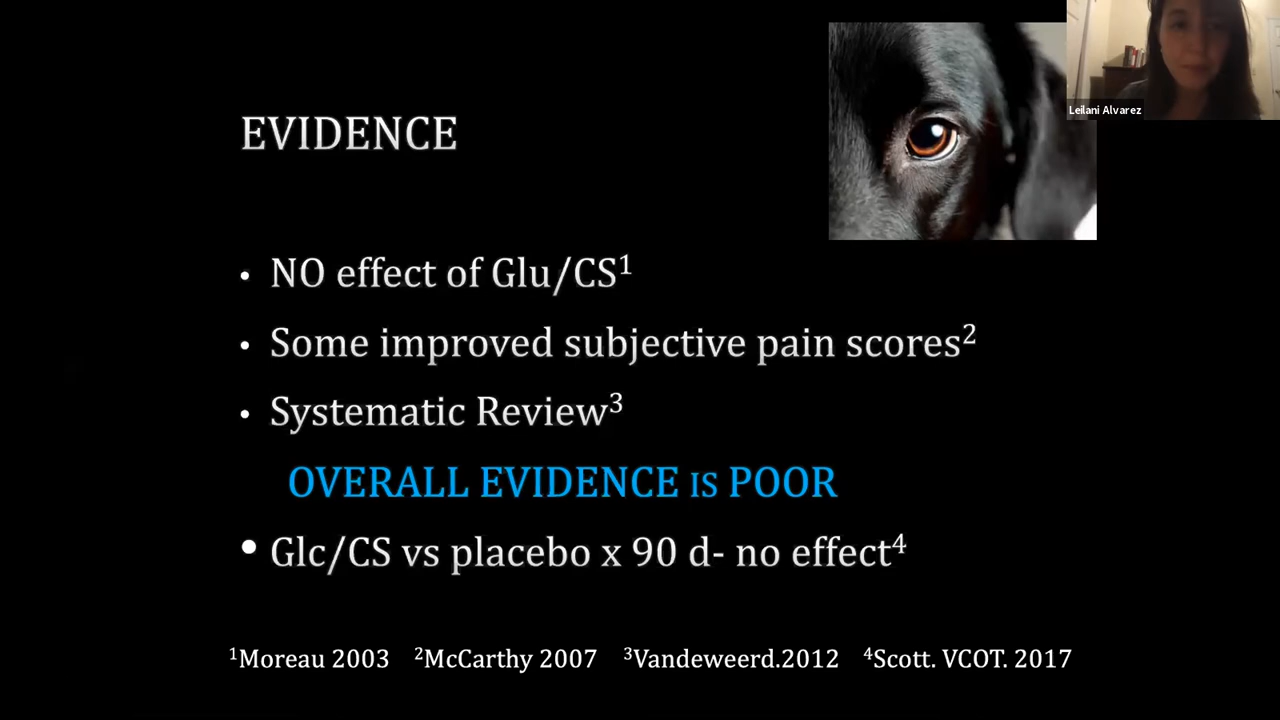 Leilani Alvarez
EVIDENCE
• NO effect of Glu/CS¹
• Some improved subjective pain scores²
• Systematic Review³
OVERALL EVIDENCE IS POOR
• Glc/CS vs placebo x 90 d- no effect⁴
¹Moreau 2003 ²McCarthy 2007 ³Vandeweerd.2012 ⁴Scott. VCOT. 2017